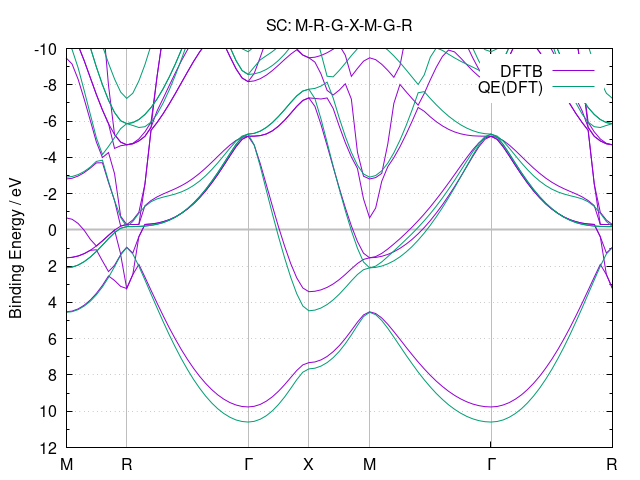 SC: M-R-G-X-M-G-R
-10
-8
-6
-4
-2
0
2
4
6
8
10
12
Binding Energy / eV
DFTB
QE(DFT)
M R Γ X M Γ R